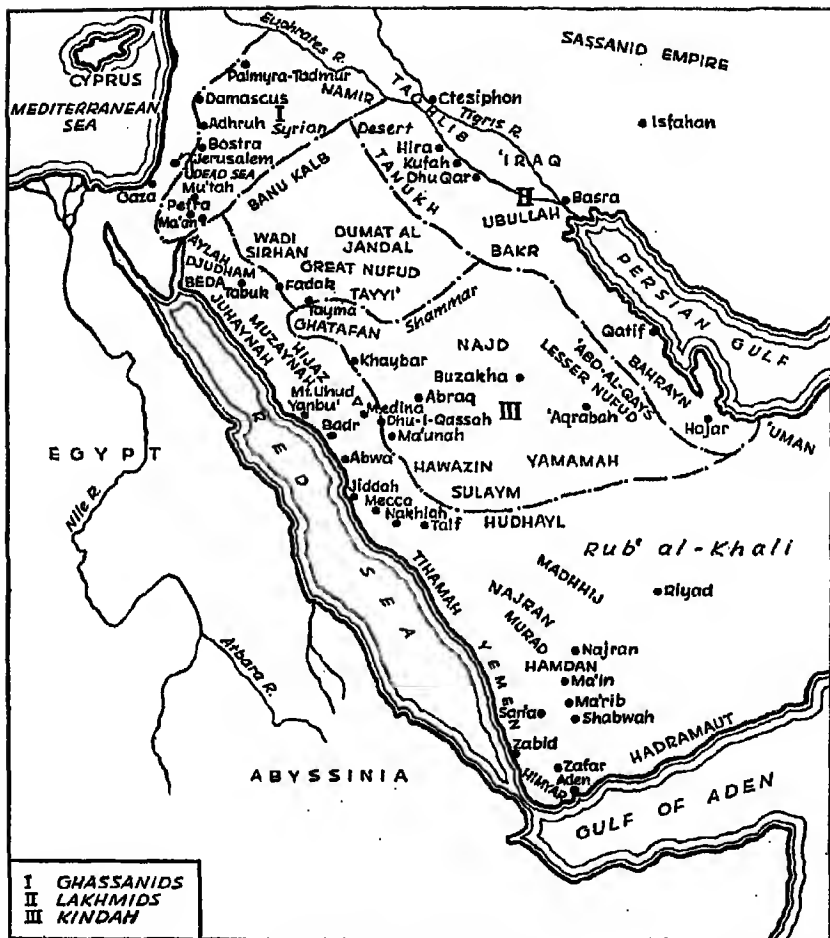 SASSANID EMPIRE
Euphrates R.
CYPRUS
MEDITERRANEAN
SEA
Palmyra-Tadmur
NAMIR
TAGHLIB
Ctesiphon
Tigris R.
Isfahan
Damascus
I
Adhruh
Syrian
Desert
Bostra
Hira
Kufah
'IRAQ
Jerusalem
DEAD SEA
BANU KALB
TANUKH
Dhu Qar
II
Basra
UBULLAH
Gaza
Mu'tah
Petra
Ma'an
WADI
SIRHAN
DUMAT AL
JANDAL
BAKR
AYLAH
DJUDHAM
BEDA
Tabuk
GREAT NUFUD
Fadak
TAYYI'
Tayma
Shammar
GHATAFAN
PERSIAN GULF
JUHAYNAH
MUZAYNAH
HIJAZ
Khaybar
NAJD
Qatif
Buzakha
'ABD-AL-QAYS
BAHRAYN
LESSER NUFUD
Mt. Uhud
Yanbu'
Medina
Abraq
III
'Aqrabah
Hajar
'UMAN
Badr
Dhu-l-Qassah
Ma'unah
EGYPT
RED SEA
Abwa
HAWAZIN
YAMAMAH
SULAYM
Nile R.
Jiddah
Mecca
Nakhlah
Taif
HUDHAYL
Rub' al-Khali
TIHAMAH
MADHHIJ
Riyad
NAJRAN
MURAD
Najran
YEMEN
HAMDAN
Ma'in
Atbara R.
Ma'rib
San'a
Shabwah
Zabid
HADRAMAUT
ABYSSINIA
Zafar
HIMYAR
Aden
GULF OF ADEN
I GHASSANIDS
II LAKHMIDS
III KINDAH